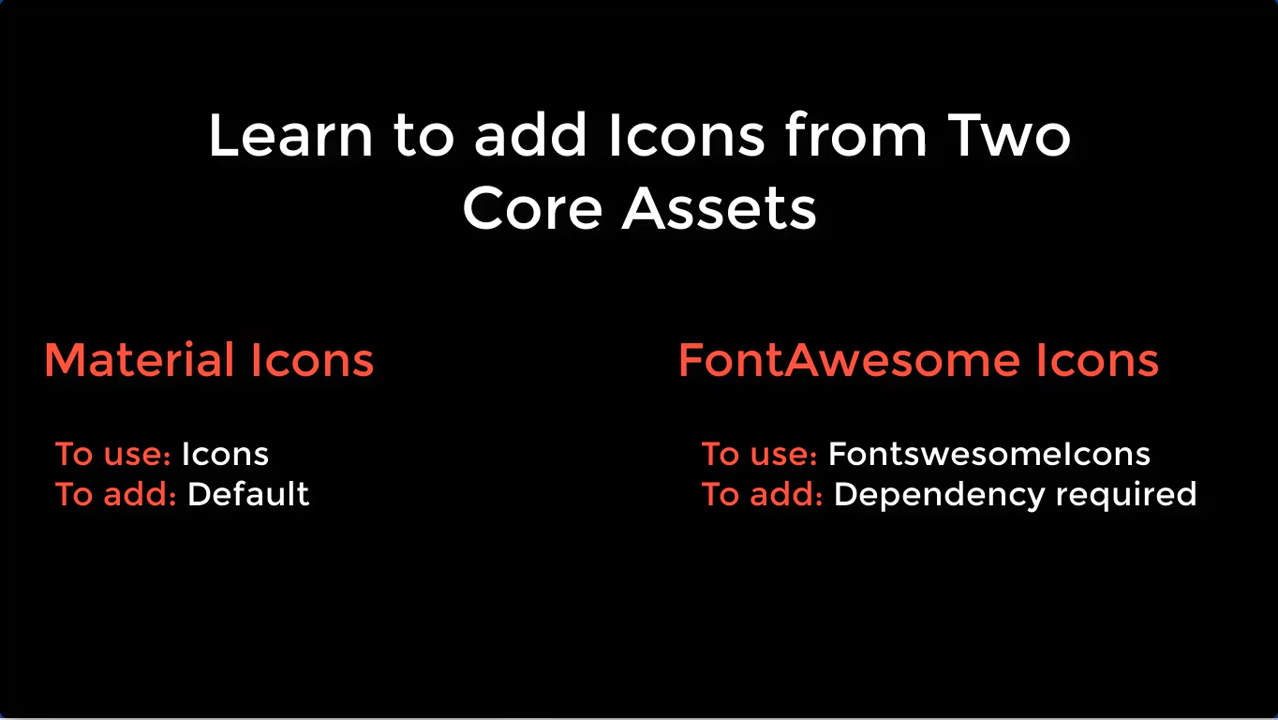 Learn to add Icons from Two
Core Assets
Material Icons
To use: Icons
To add: Default
FontAwesome Icons
To use: FontswesomeIcons
To add: Dependency required